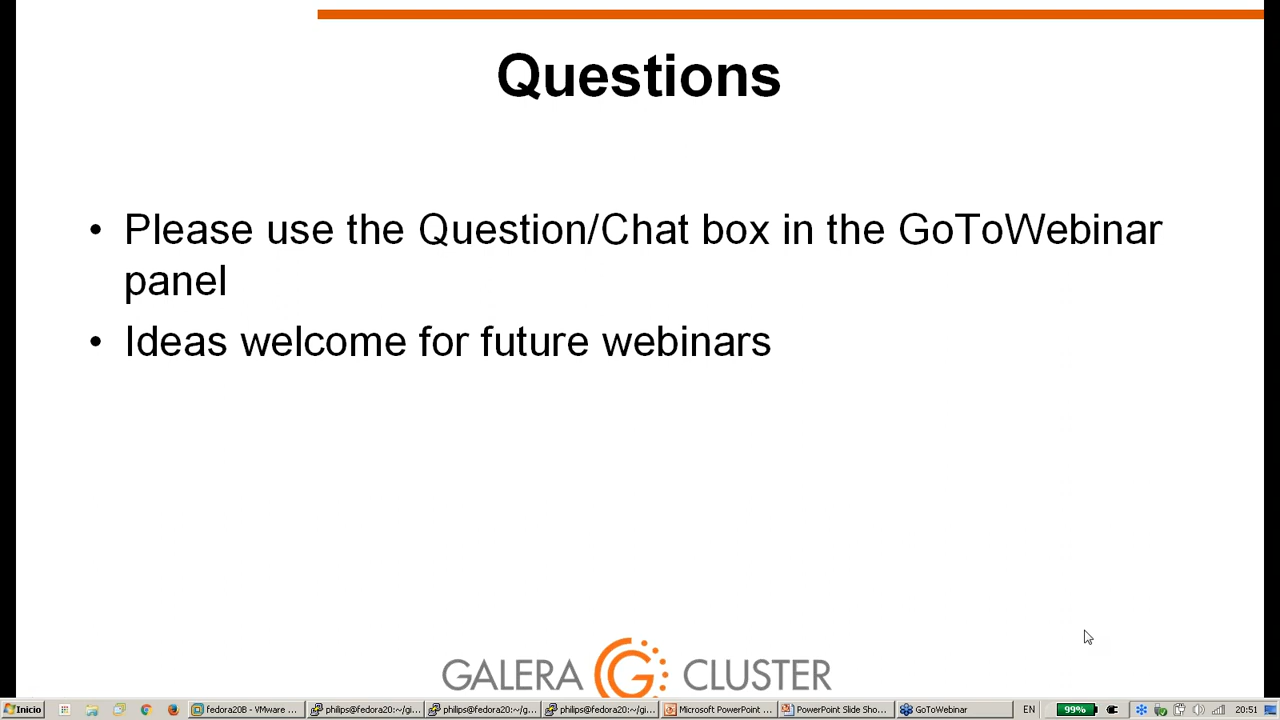 Questions
• Please use the Question/Chat box in the GoToWebinar
panel
• Ideas welcome for future webinars
GALERA CLUSTER
Inicio
fedora20B - VMware ...
philips@fedora20:~/gi...
philips@fedora20:~/g...
philips@fedora20:~/gi...
Microsoft PowerPoint ...
PowerPoint Slide Sho...
GoToWebinar
EN
99%
20:51